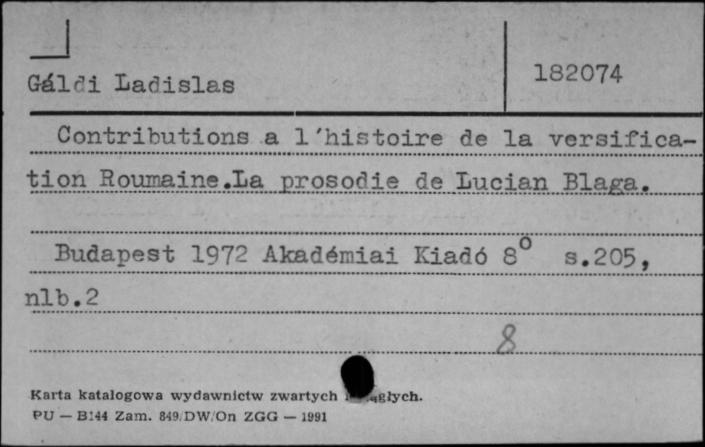 Gáldi Ladislas
182074
Contributions a l'histoire de la versifica-
tion Roumaine.La prosodie de Lucian Blaga.
Budapest 1972 Akadémiai Kiadó 8° s.205,
nlb.2
8
Karta katalogowa wydawnictw zwartych
PU — B144 Zam. 849/DW/On ZGG — 1991